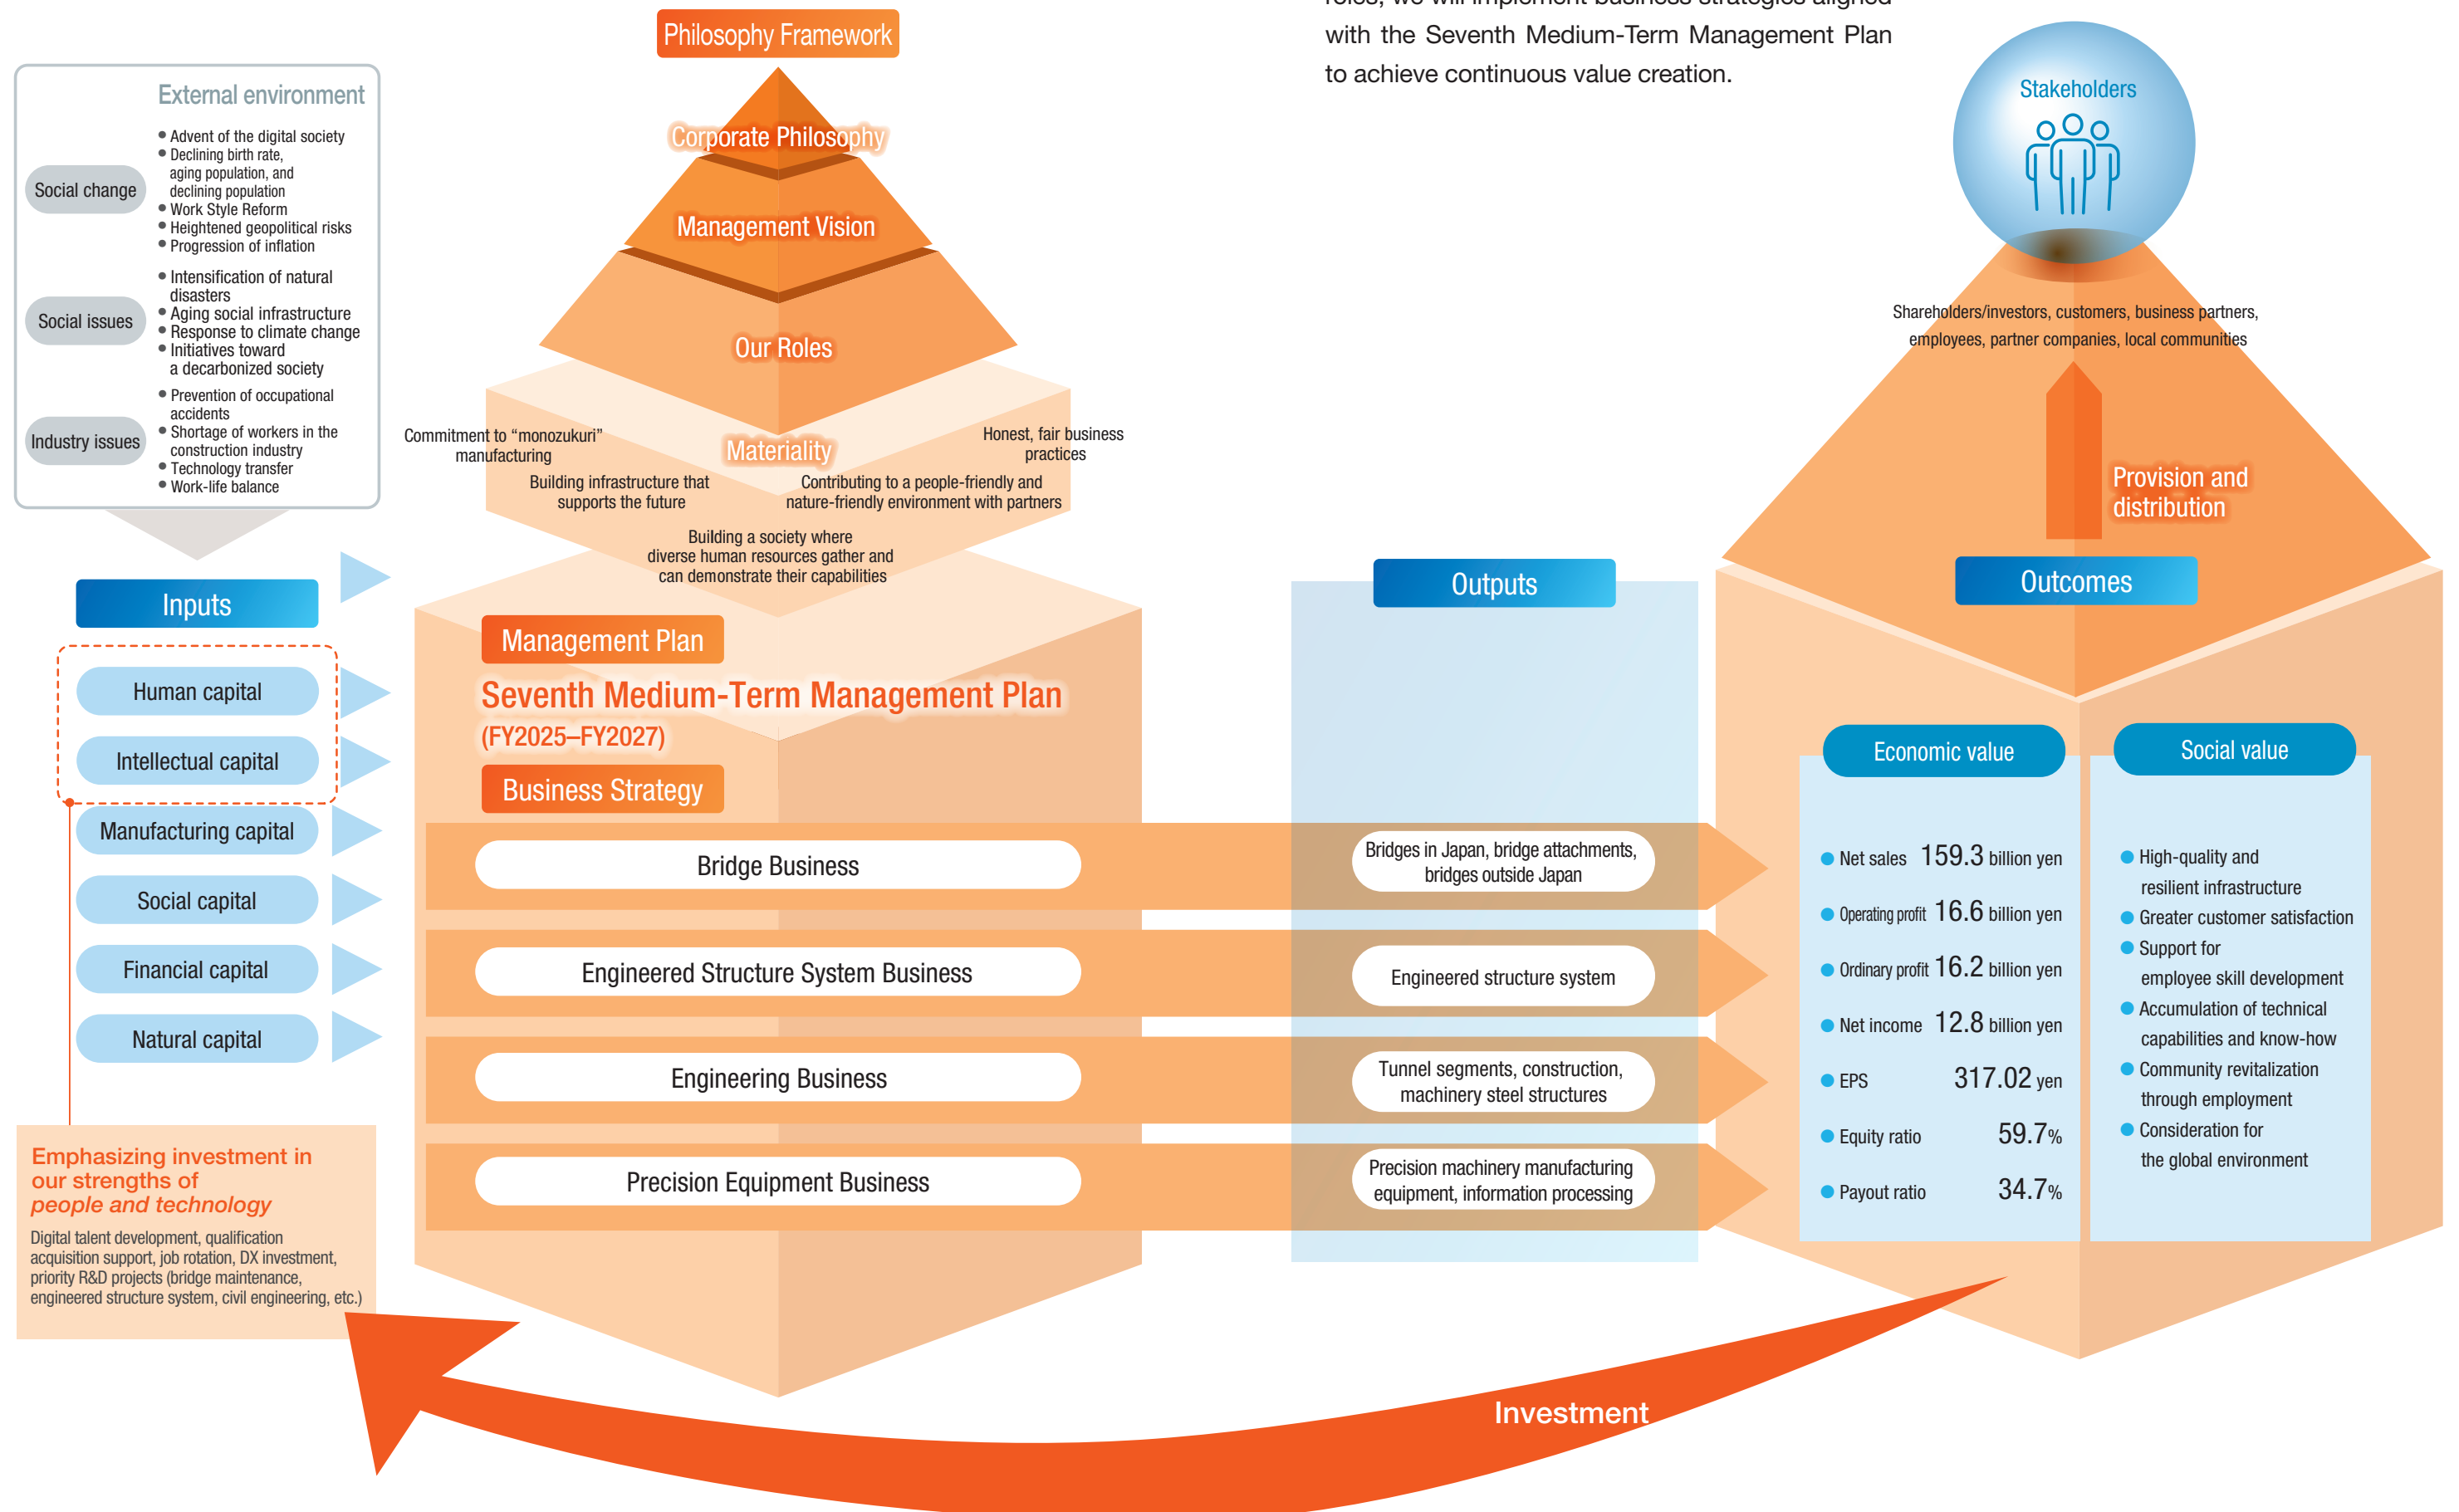 roles, we will implement business strategies aligned
with the Seventh Medium-Term Management Plan
to achieve continuous value creation.
Philosophy Framework
Corporate Philosophy
Management Vision
Our Roles
Materiality
Commitment to “monozukuri”
manufacturing
Honest, fair business
practices
Building infrastructure that
supports the future
Contributing to a people-friendly and
nature-friendly environment with partners
Building a society where
diverse human resources gather and
can demonstrate their capabilities
External environment
Social change
• Advent of the digital society
• Declining birth rate,
aging population, and
declining population
• Work Style Reform
• Heightened geopolitical risks
• Progression of inflation
Social issues
• Intensification of natural
disasters
• Aging social infrastructure
• Response to climate change
• Initiatives toward
a decarbonized society
Industry issues
• Prevention of occupational
accidents
• Shortage of workers in the
construction industry
• Technology transfer
• Work-life balance
Inputs
Human capital
Intellectual capital
Manufacturing capital
Social capital
Financial capital
Natural capital
Emphasizing investment in
our strengths of
people and technology
Digital talent development, qualification
acquisition support, job rotation, DX investment,
priority R&D projects (bridge maintenance,
engineered structure system, civil engineering, etc.)
Management Plan
Seventh Medium-Term Management Plan
(FY2025–FY2027)
Business Strategy
Bridge Business
Engineered Structure System Business
Engineering Business
Precision Equipment Business
Outputs
Bridges in Japan, bridge attachments,
bridges outside Japan
Engineered structure system
Tunnel segments, construction,
machinery steel structures
Precision machinery manufacturing
equipment, information processing
Stakeholders
Shareholders/investors, customers, business partners,
employees, partner companies, local communities
Provision and
distribution
Outcomes
Economic value
• Net sales 159.3 billion yen
• Operating profit 16.6 billion yen
• Ordinary profit 16.2 billion yen
• Net income 12.8 billion yen
• EPS 317.02 yen
• Equity ratio 59.7%
• Payout ratio 34.7%
Social value
• High-quality and
resilient infrastructure
• Greater customer satisfaction
• Support for
employee skill development
• Accumulation of technical
capabilities and know-how
• Community revitalization
through employment
• Consideration for
the global environment
Investment